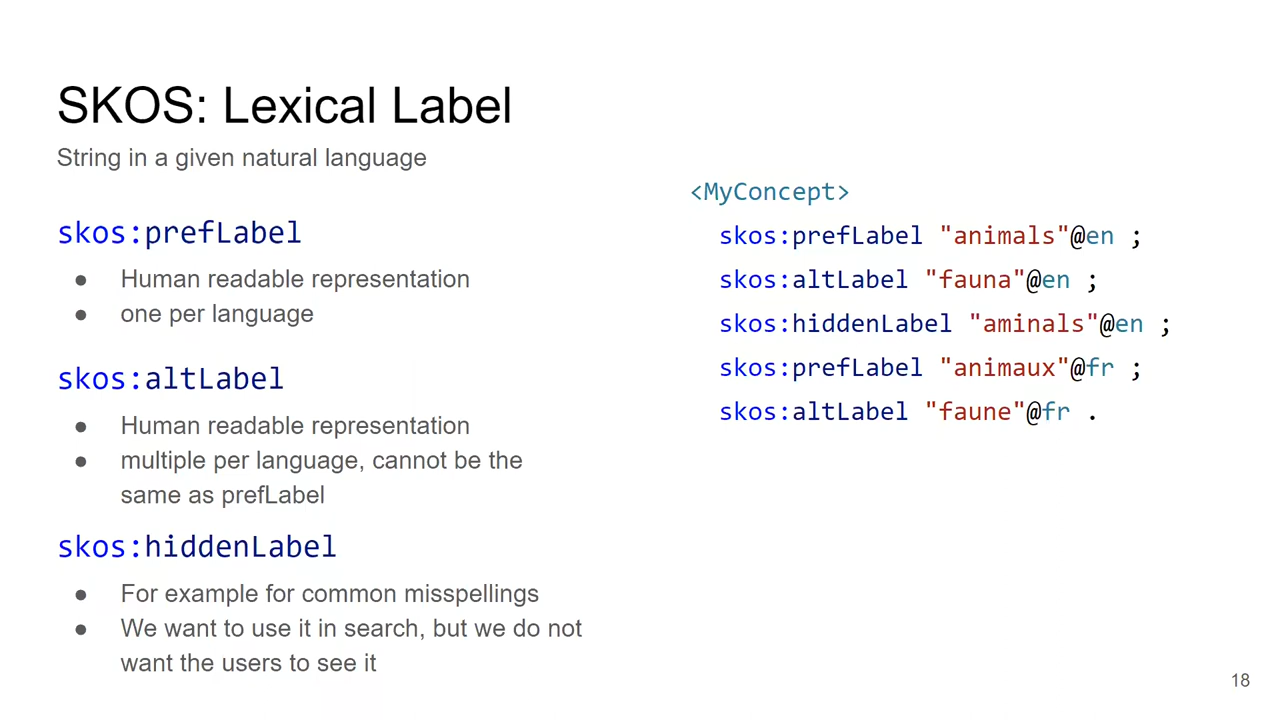 SKOS: Lexical Label
String in a given natural language
skos:prefLabel
● Human readable representation
● one per language
skos:altLabel
● Human readable representation
● multiple per language, cannot be the
same as prefLabel
skos:hiddenLabel
● For example for common misspellings
● We want to use it in search, but we do not
want the users to see it
<MyConcept>
skos:prefLabel "animals"@en ;
skos:altLabel "fauna"@en ;
skos:hiddenLabel "aminals"@en ;
skos:prefLabel "animaux"@fr ;
skos:altLabel "faune"@fr .
18